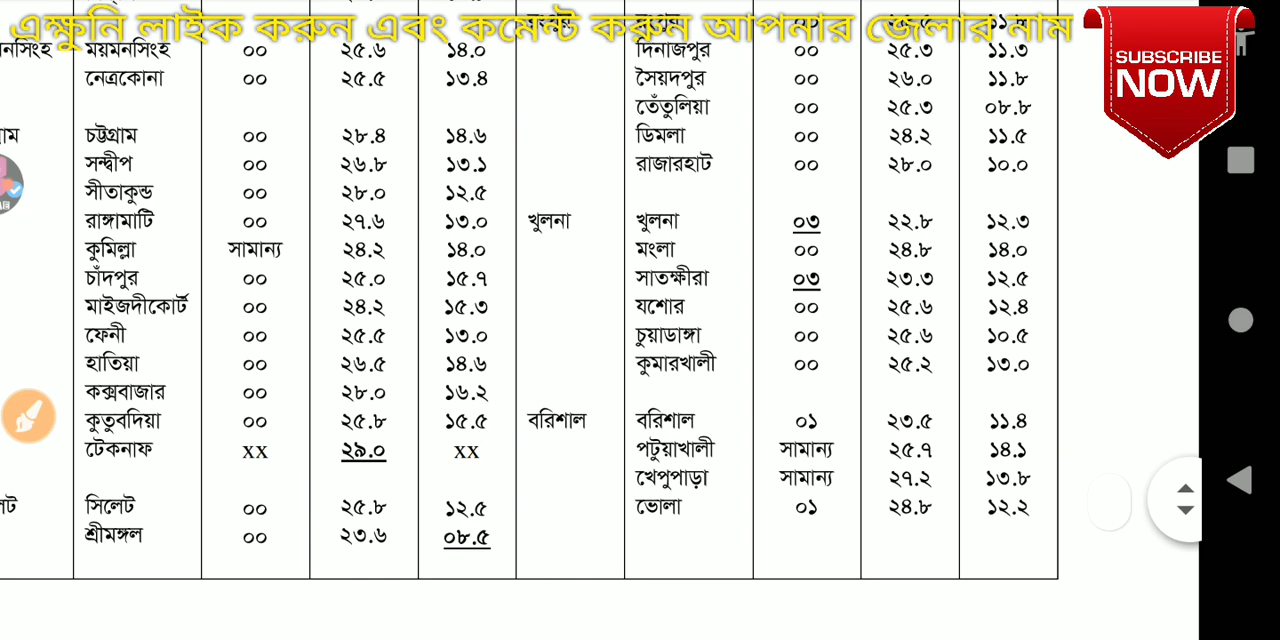 এক্ষুনি লাইক করুন এবং কমেন্ট করুন আপনার জেলার নাম
SUBSCRIBE
NOW
ময়মনসিংহ ০০ ২৫.৬ ১৪.০ দিনাজপুর ০০ ২৫.৩ ১১.৩
নেত্রকোনা ০০ ২৫.৫ ১৩.৪ সৈয়দপুর ০০ ২৬.০ ১১.৮
তেঁতুলিয়া ০০ ২৫.৩ ০৮.৮
চট্টগ্রাম ০০ ২৮.৪ ১৪.৬ ডিমলা ০০ ২৪.২ ১১.৫
সন্দ্বীপ ০০ ২৬.৮ ১৩.১ রাজারহাট ০০ ২৮.০ ১০.০
সীতাকুন্ড ০০ ২৮.০ ১২.৫
রাঙ্গামাটি ০০ ২৭.৬ ১৩.০ খুলনা খুলনা ০৩ ২২.৮ ১২.৩
কুমিল্লা সামান্য ২৪.২ ১৪.০ মংলা ০০ ২৪.৮ ১৪.০
চাঁদপুর ০০ ২৫.০ ১৫.৭ সাতক্ষীরা ০৩ ২৩.৩ ১২.৫
মাইজদীকোর্ট ০০ ২৪.২ ১৫.৩ যশোর ০০ ২৫.৬ ১২.৪
ফেনী ০০ ২৫.৫ ১৩.০ চুয়াডাঙ্গা ০০ ২৫.৬ ১০.৫
হাতিয়া ০০ ২৬.৫ ১৪.৬ কুমারখালী ০০ ২৫.২ ১৩.০
কক্সবাজার ০০ ২৮.০ ১৬.২
কুতুবদিয়া ০০ ২৫.৮ ১৫.৫ বরিশাল বরিশাল ০১ ২৩.৫ ১১.৪
টেকনাফ xx ২৯.০ xx পটুয়াখালী সামান্য ২৫.৭ ১৪.১
খেপুপাড়া সামান্য ২৭.২ ১৩.৮
সিলেট ০০ ২৫.৮ ১২.৫ ভোলা ০১ ২৪.৮ ১২.২
শ্রীমঙ্গল ০০ ২৩.৬ ০৮.৫